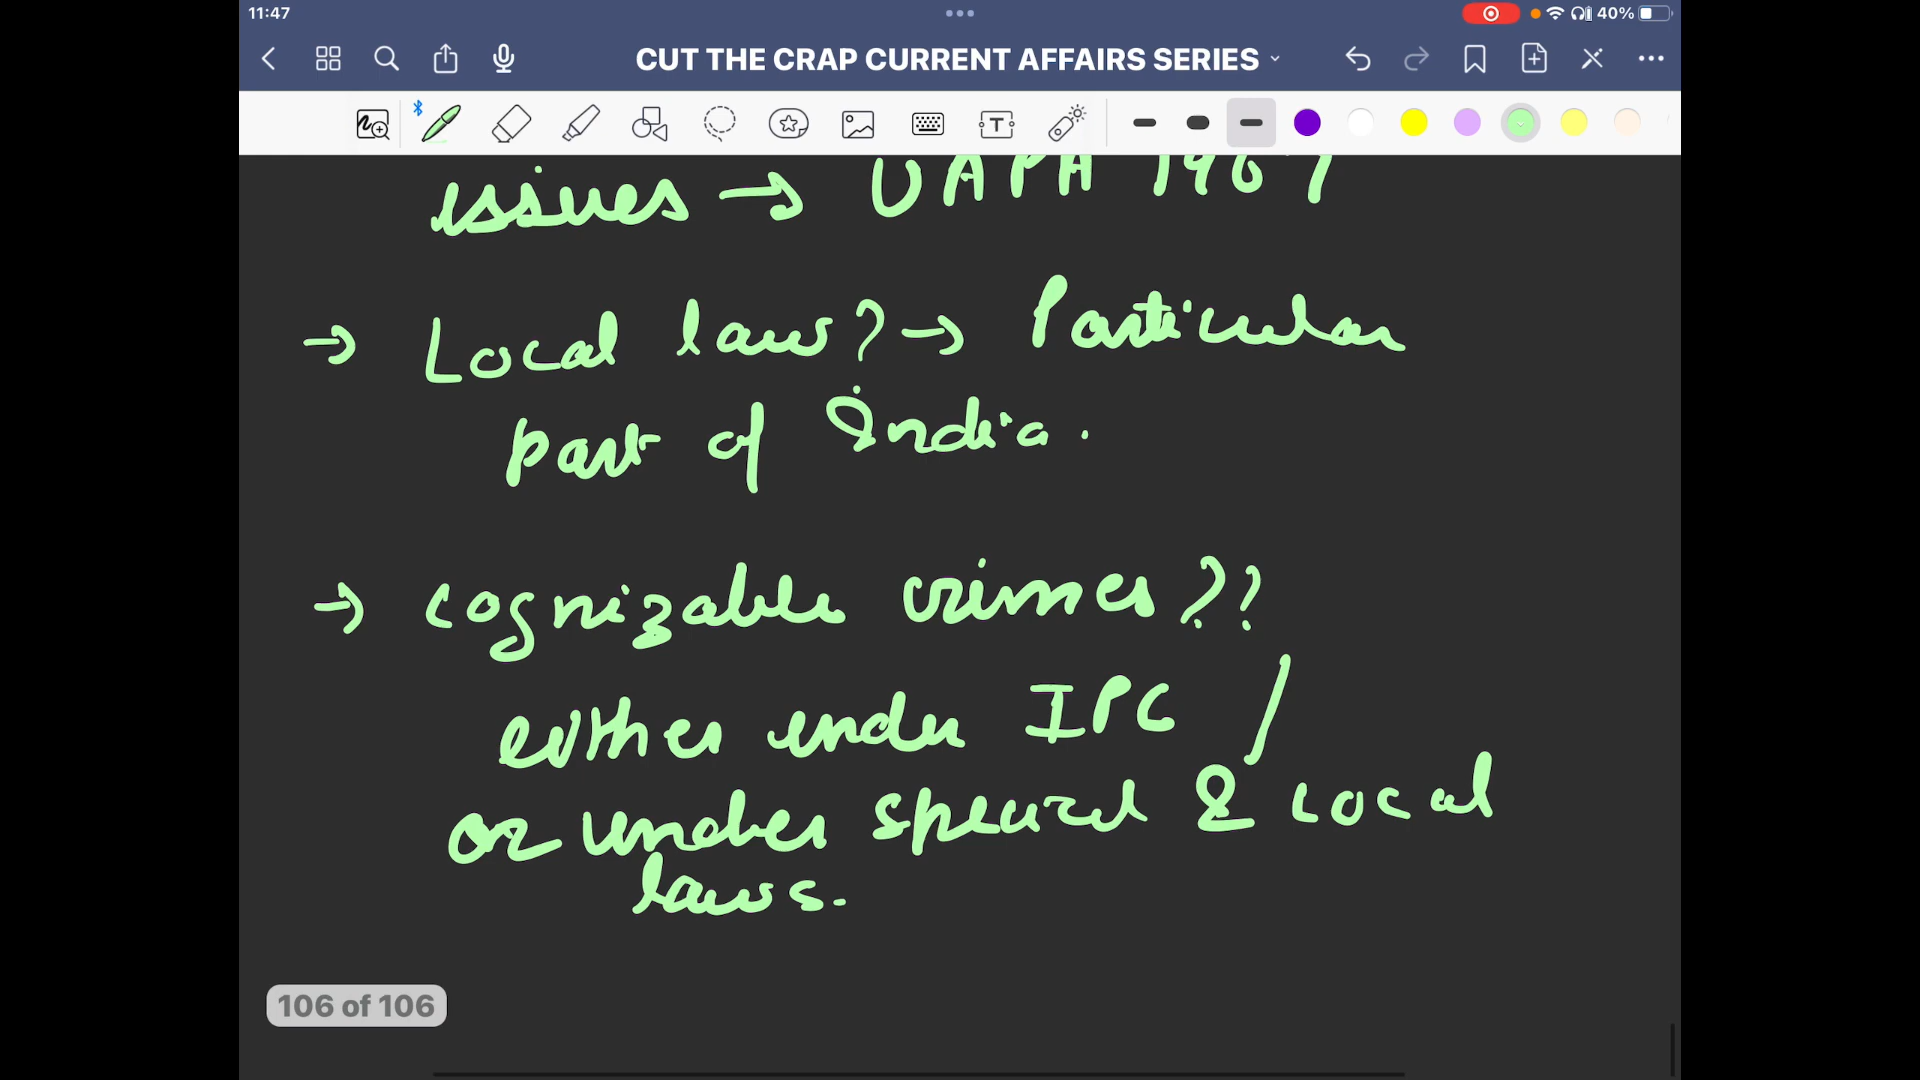 11:47
40%
CUT THE CRAP CURRENT AFFAIRS SERIES
issues → UAPA 1967
→ Local law? → Particular
part of India.
→ cognizable crimes??
either under IPC /
or under special & local
laws.
106 of 106